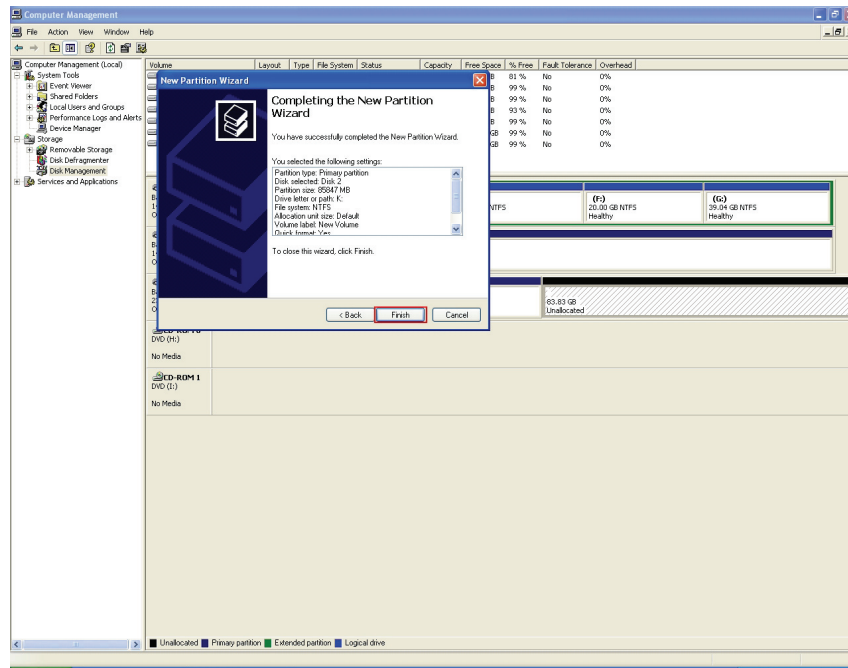 Computer Management
File Action View Window Help
Computer Management (Local)
System Tools
Event Viewer
Shared Folders
Local Users and Groups
Performance Logs and Alerts
Device Manager
Storage
Removable Storage
Disk Defragmenter
Disk Management
Services and Applications
Volume Layout Type File System Status Capacity Free Space % Free Fault Tolerance Overhead
B 81 % No 0%
B 99 % No 0%
B 99 % No 0%
B 93 % No 0%
B 99 % No 0%
GB 99 % No 0%
GB 99 % No 0%
New Partition Wizard
Completing the New Partition
Wizard
You have successfully completed the New Partition Wizard.
You selected the following settings:
Partition type: Primary partition
Disk selected: Disk 2
Partition size: 85847 MB
Drive letter or path: K:
File system: NTFS
Allocation unit size: Default
Volume label: New Volume
Quick format: Yes
To close this wizard, click Finish.
< Back Finish Cancel
NTFS
(F:)
20.00 GB NTFS
Healthy
(G:)
39.04 GB NTFS
Healthy
83.83 GB
Unallocated
DVD (H:)
No Media
CD-ROM 1
DVD (I:)
No Media
Unallocated Primary partition Extended partition Logical drive